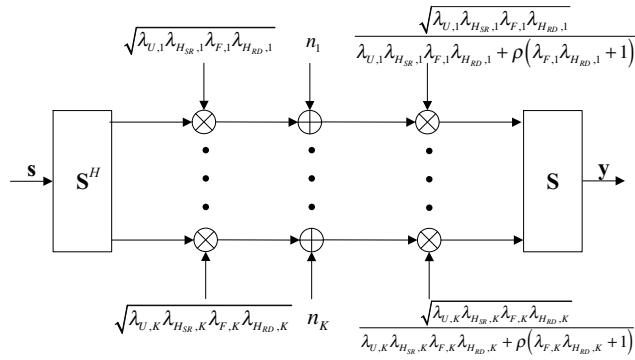 √(λ_{U,1}λ_{H_{SR},1}λ_{F,1}λ_{H_{RD},1})
n_1
√(λ_{U,1}λ_{H_{SR},1}λ_{F,1}λ_{H_{RD},1})
λ_{U,1}λ_{H_{SR},1}λ_{F,1}λ_{H_{RD},1} + ρ(λ_{F,1}λ_{H_{RD},1} + 1)
s
S^H
S
y
√(λ_{U,K}λ_{H_{SR},K}λ_{F,K}λ_{H_{RD},K})
n_K
√(λ_{U,K}λ_{H_{SR},K}λ_{F,K}λ_{H_{RD},K})
λ_{U,K}λ_{H_{SR},K}λ_{F,K}λ_{H_{RD},K} + ρ(λ_{F,K}λ_{H_{RD},K} + 1)